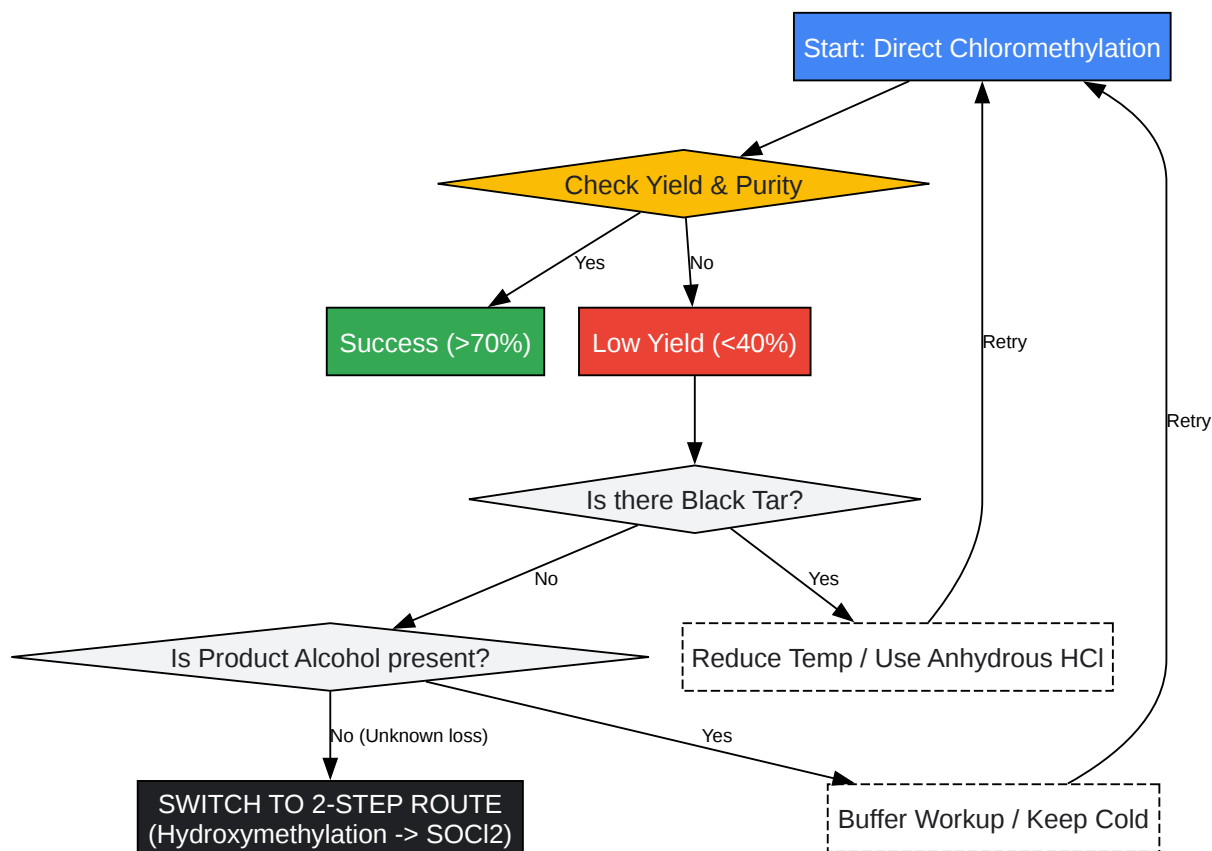 Start: Direct Chloromethylation
Check Yield & Purity
Yes
No
Success (>70%)
Low Yield (<40%)
Retry
Retry
Is there Black Tar?
No
Yes
Is Product Alcohol present?
Reduce Temp / Use Anhydrous HCl
No (Unknown loss)
Yes
SWITCH TO 2-STEP ROUTE
(Hydroxymethylation -> SOCl2)
Buffer Workup / Keep Cold